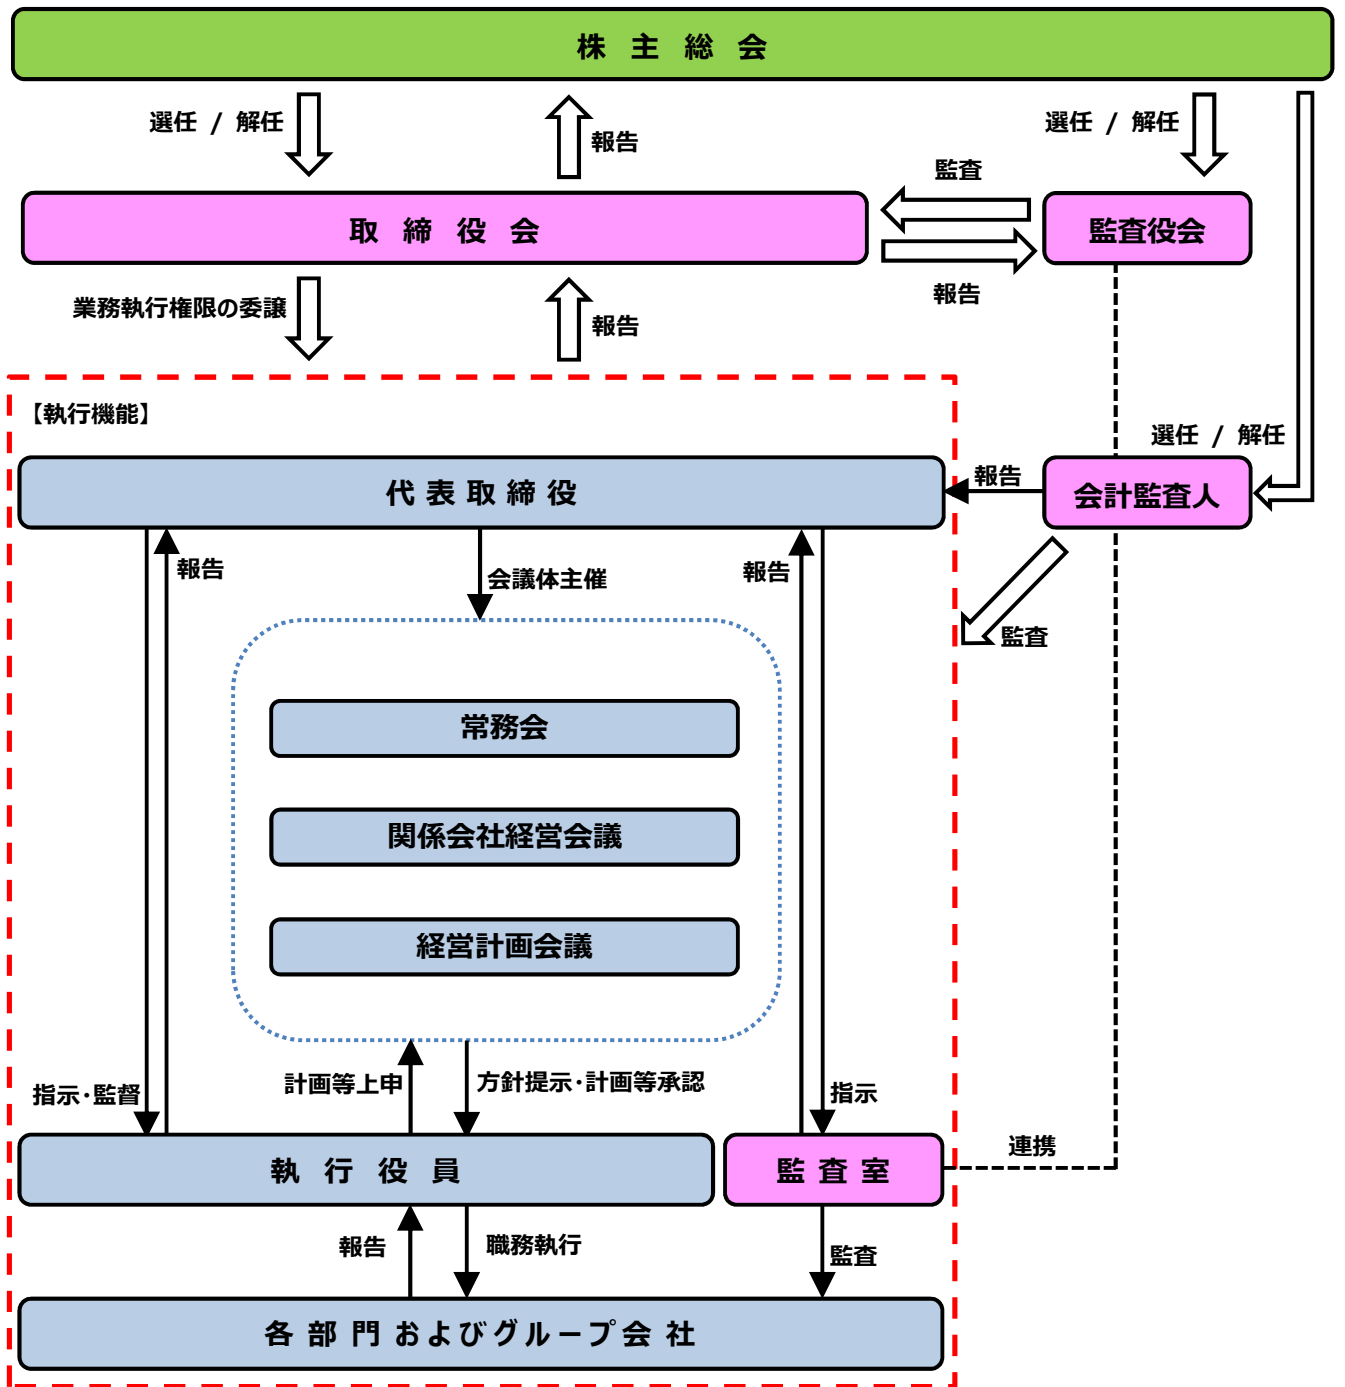 株主総会
選任 / 解任
報告
選任 / 解任
監査
取締役会
監査役会
報告
業務執行権限の委譲
報告
【執行機能】
選任 / 解任
代表取締役
報告
会計監査人
報告
会議体主催
報告
監査
常務会
関係会社経営会議
経営計画会議
指示・監督
計画等上申
方針提示・計画等承認
指示
連携
執行役員
監査室
報告
職務執行
監査
各部門およびグループ会社